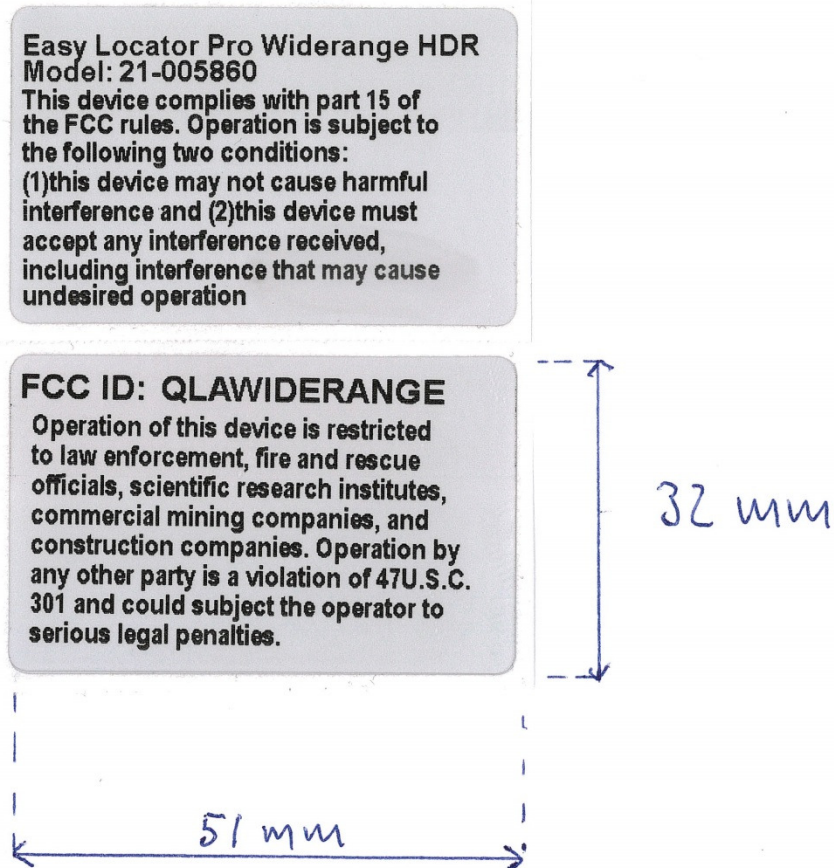 Easy Locator Pro Widerange HDR
Model: 21-005860
This device complies with part 15 of
the FCC rules. Operation is subject to
the following two conditions:
(1)this device may not cause harmful
interference and (2)this device must
accept any interference received,
including interference that may cause
undesired operation
FCC ID: QLAWIDERANGE
Operation of this device is restricted
to law enforcement, fire and rescue
officials, scientific research institutes,
commercial mining companies, and
construction companies. Operation by
any other party is a violation of 47U.S.C.
301 and could subject the operator to
serious legal penalties.
32 mm
51 mm